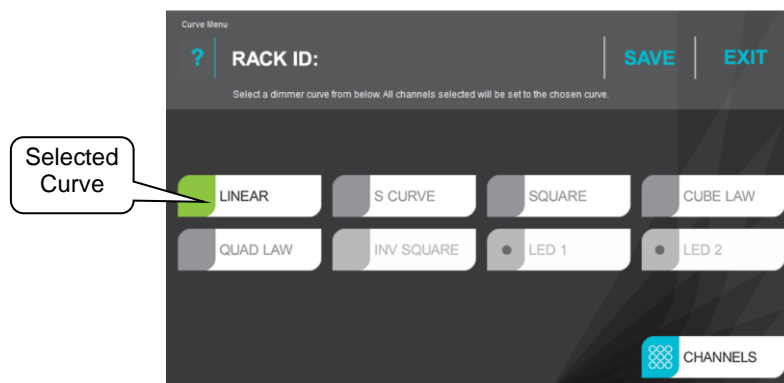 Curve Menu
? RACK ID: SAVE EXIT
Select a dimmer curve from below. All channels selected will be set to the chosen curve.
Selected
Curve
LINEAR S CURVE SQUARE CUBE LAW
QUAD LAW INV SQUARE LED 1 LED 2
CHANNELS